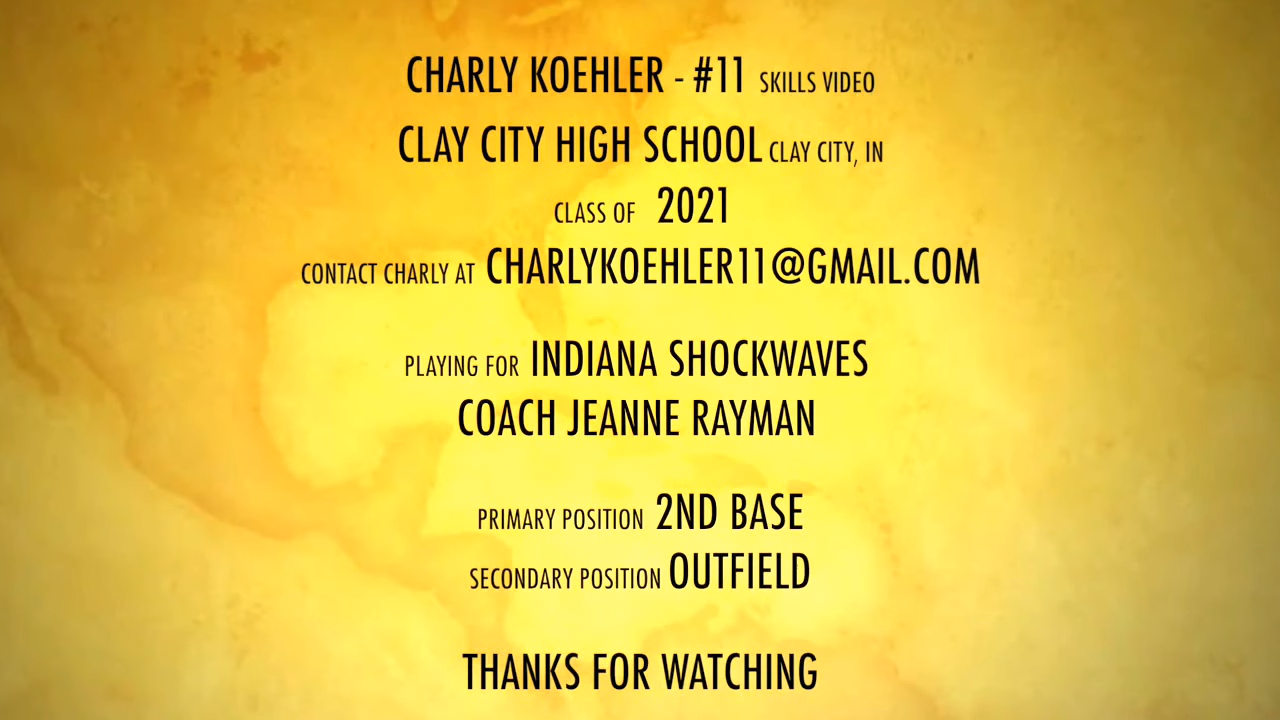 CHARLY KOEHLER - #11 SKILLS VIDEO
CLAY CITY HIGH SCHOOL CLAY CITY, IN
CLASS OF 2021
CONTACT CHARLY AT CHARLYKOEHLER11@GMAIL.COM
PLAYING FOR INDIANA SHOCKWAVES
COACH JEANNE RAYMAN
PRIMARY POSITION 2ND BASE
SECONDARY POSITION OUTFIELD
THANKS FOR WATCHING